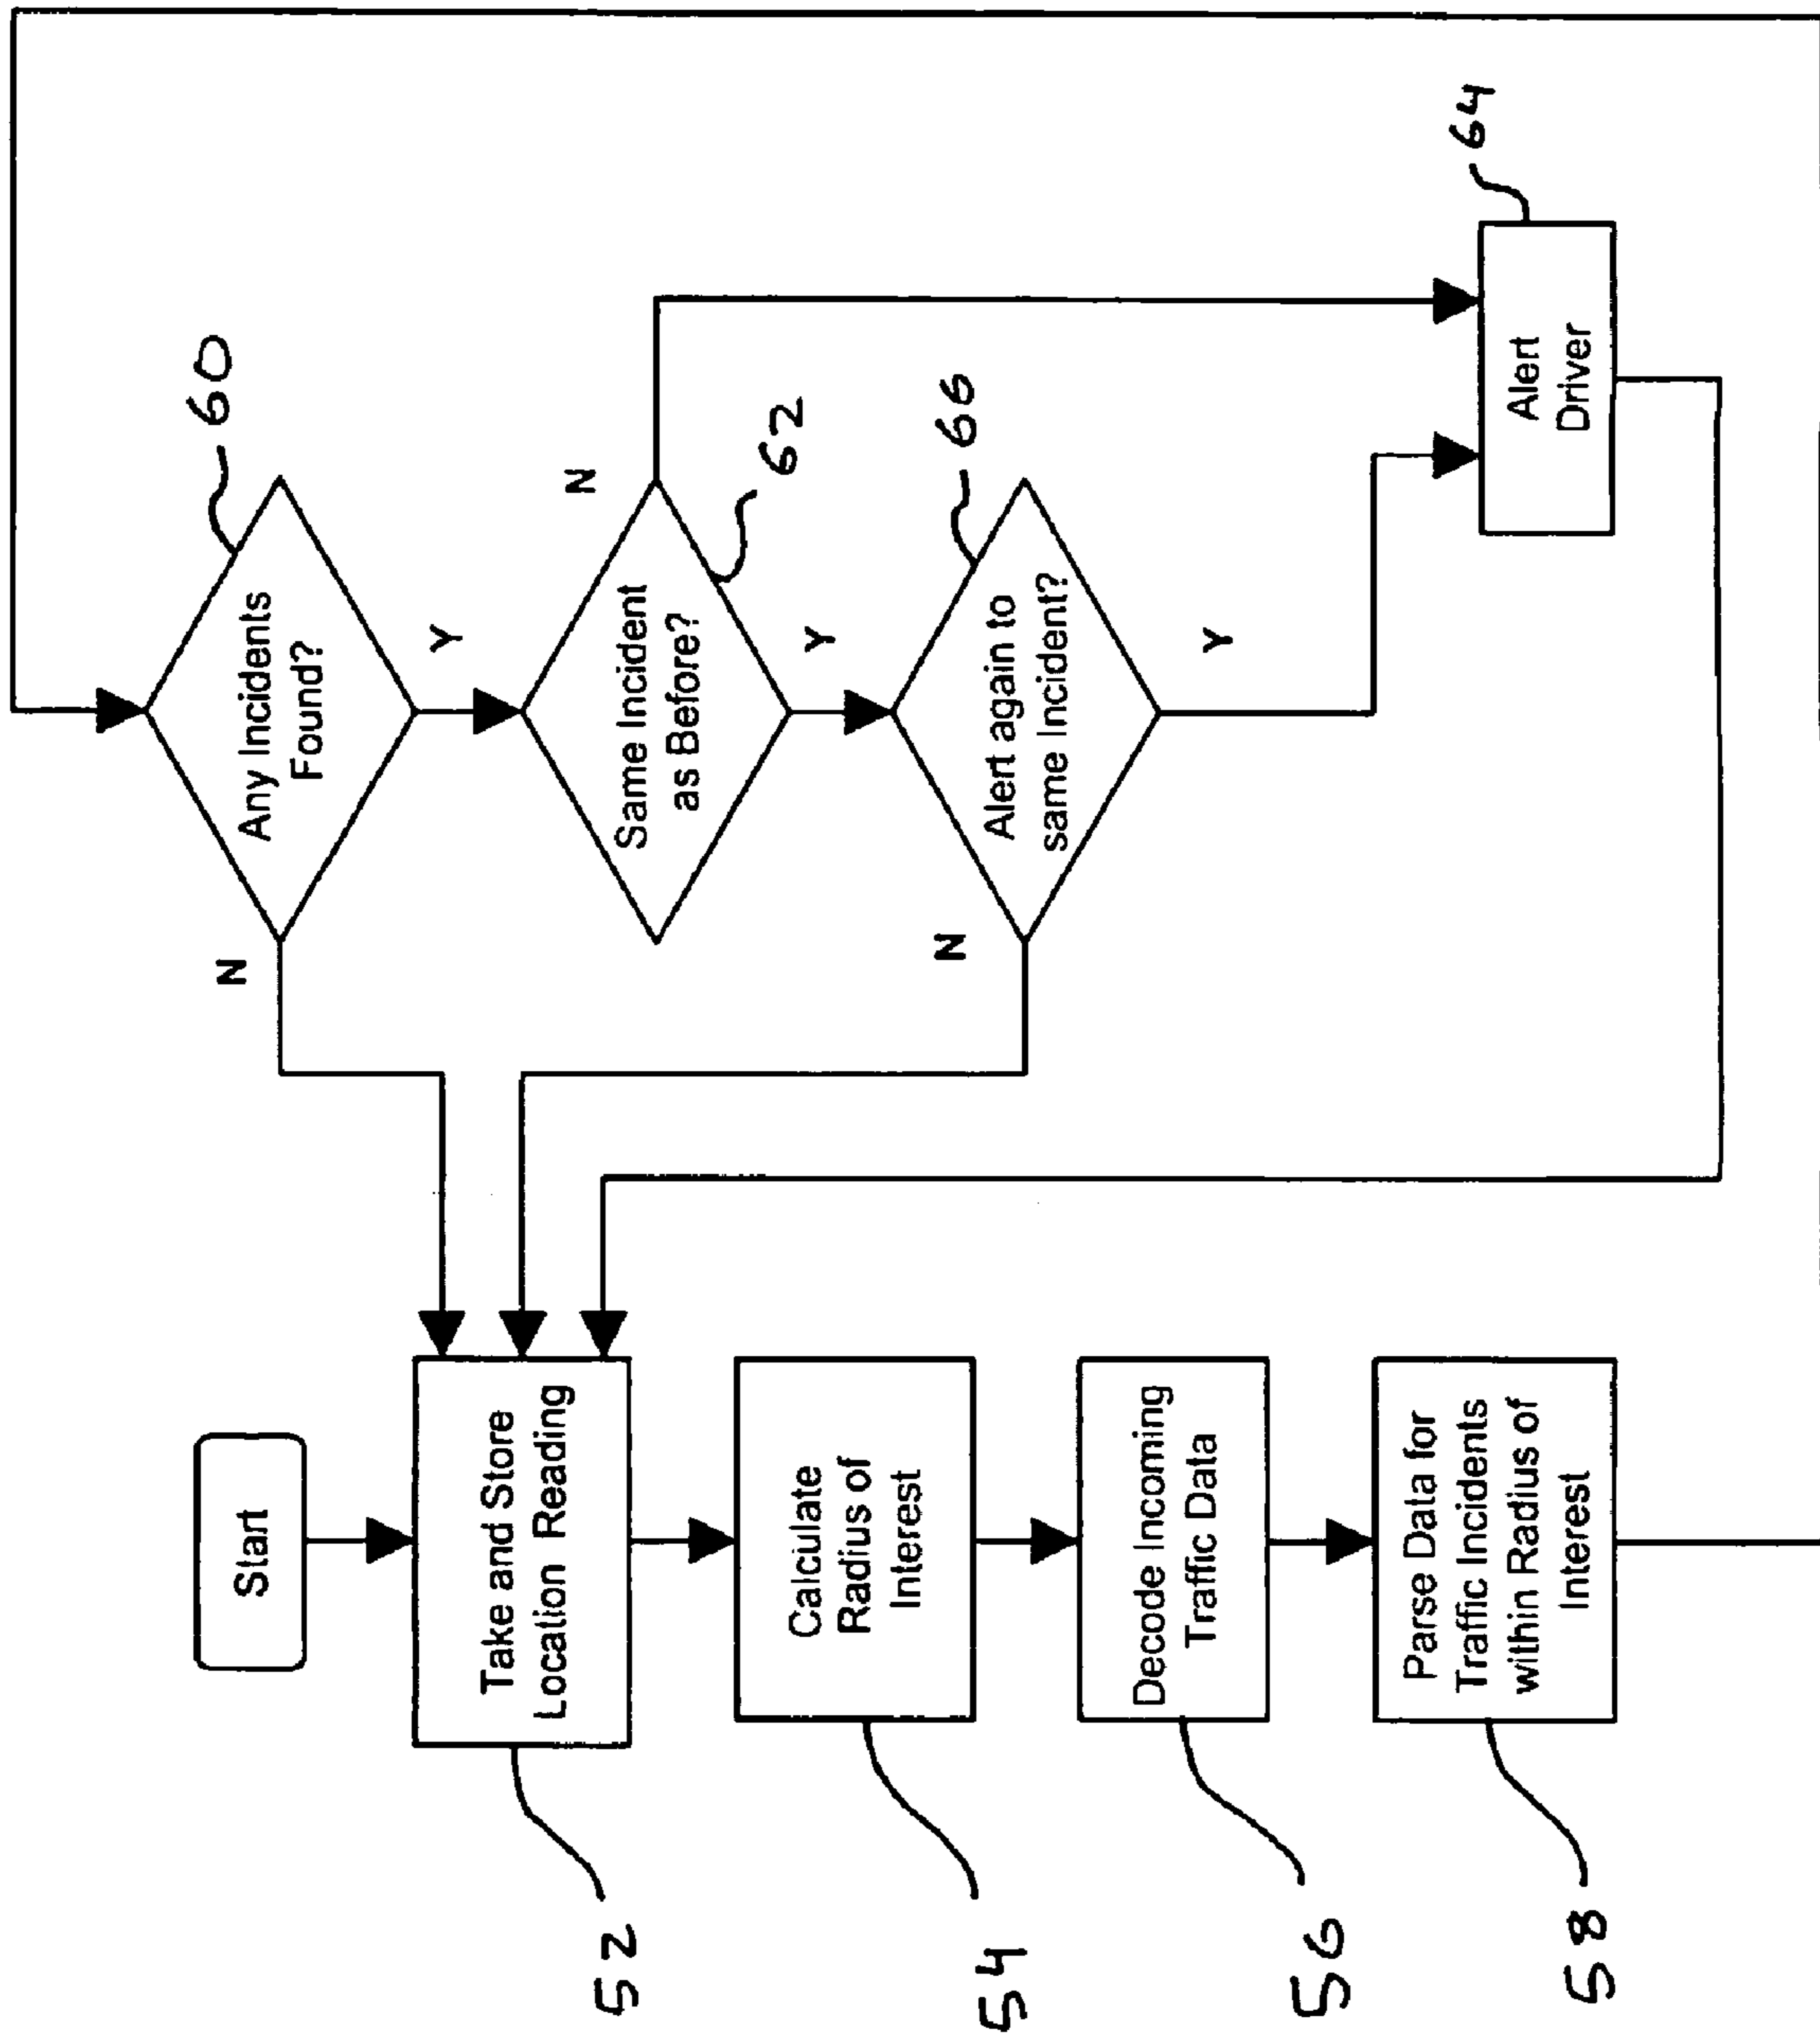 Start
Take and Store
Location Reading
52
Calculate
Radius of
Interest
54
Decode Incoming
Traffic Data
56
Parse Data for
Traffic Incidents
within Radius of
Interest
58
Any Incidents
Found?
60
N
Y
Same Incident
as Before?
62
N
Y
Alert again to
same Incident?
66
N
Y
Alert
Driver
64